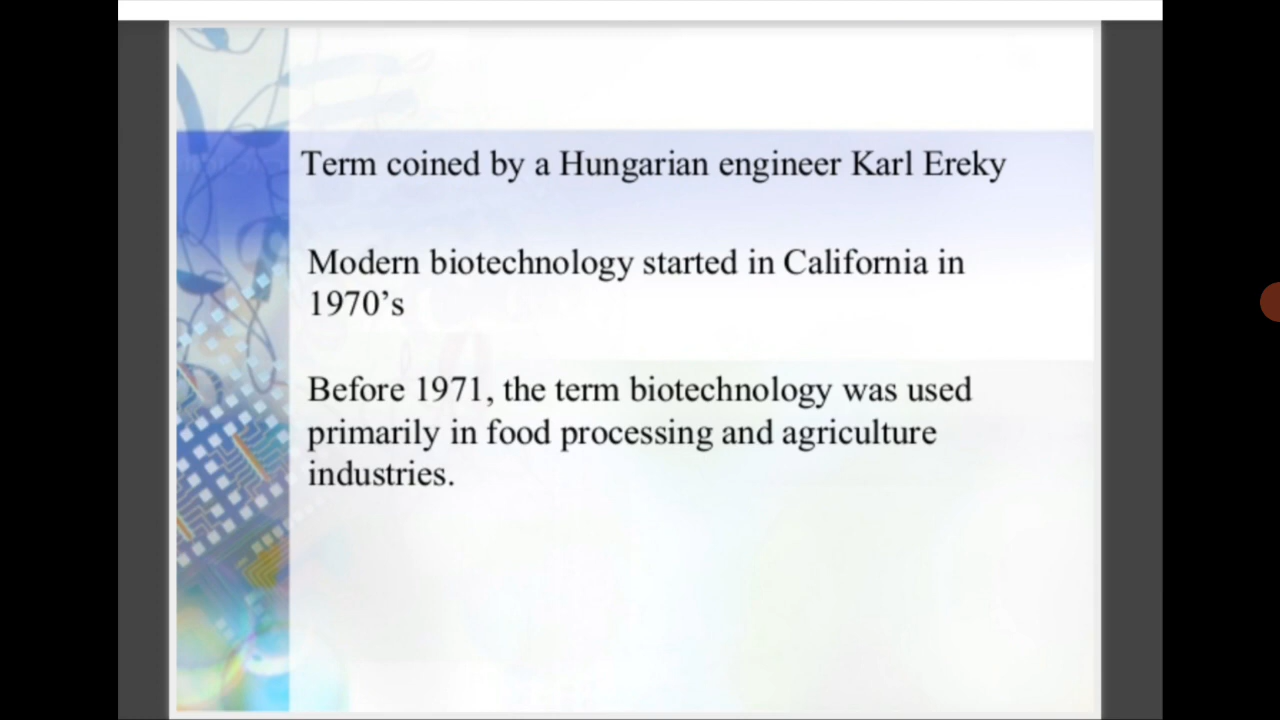 Term coined by a Hungarian engineer Karl Ereky
Modern biotechnology started in California in
1970’s
Before 1971, the term biotechnology was used
primarily in food processing and agriculture
industries.